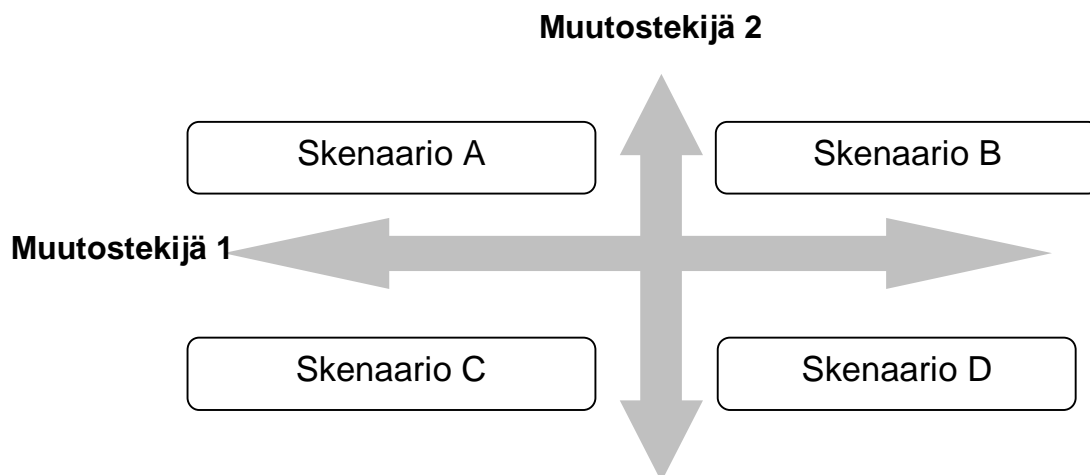 Muutostekijä 2
Skenaario A
Skenaario B
Muutostekijä 1
Skenaario C
Skenaario D